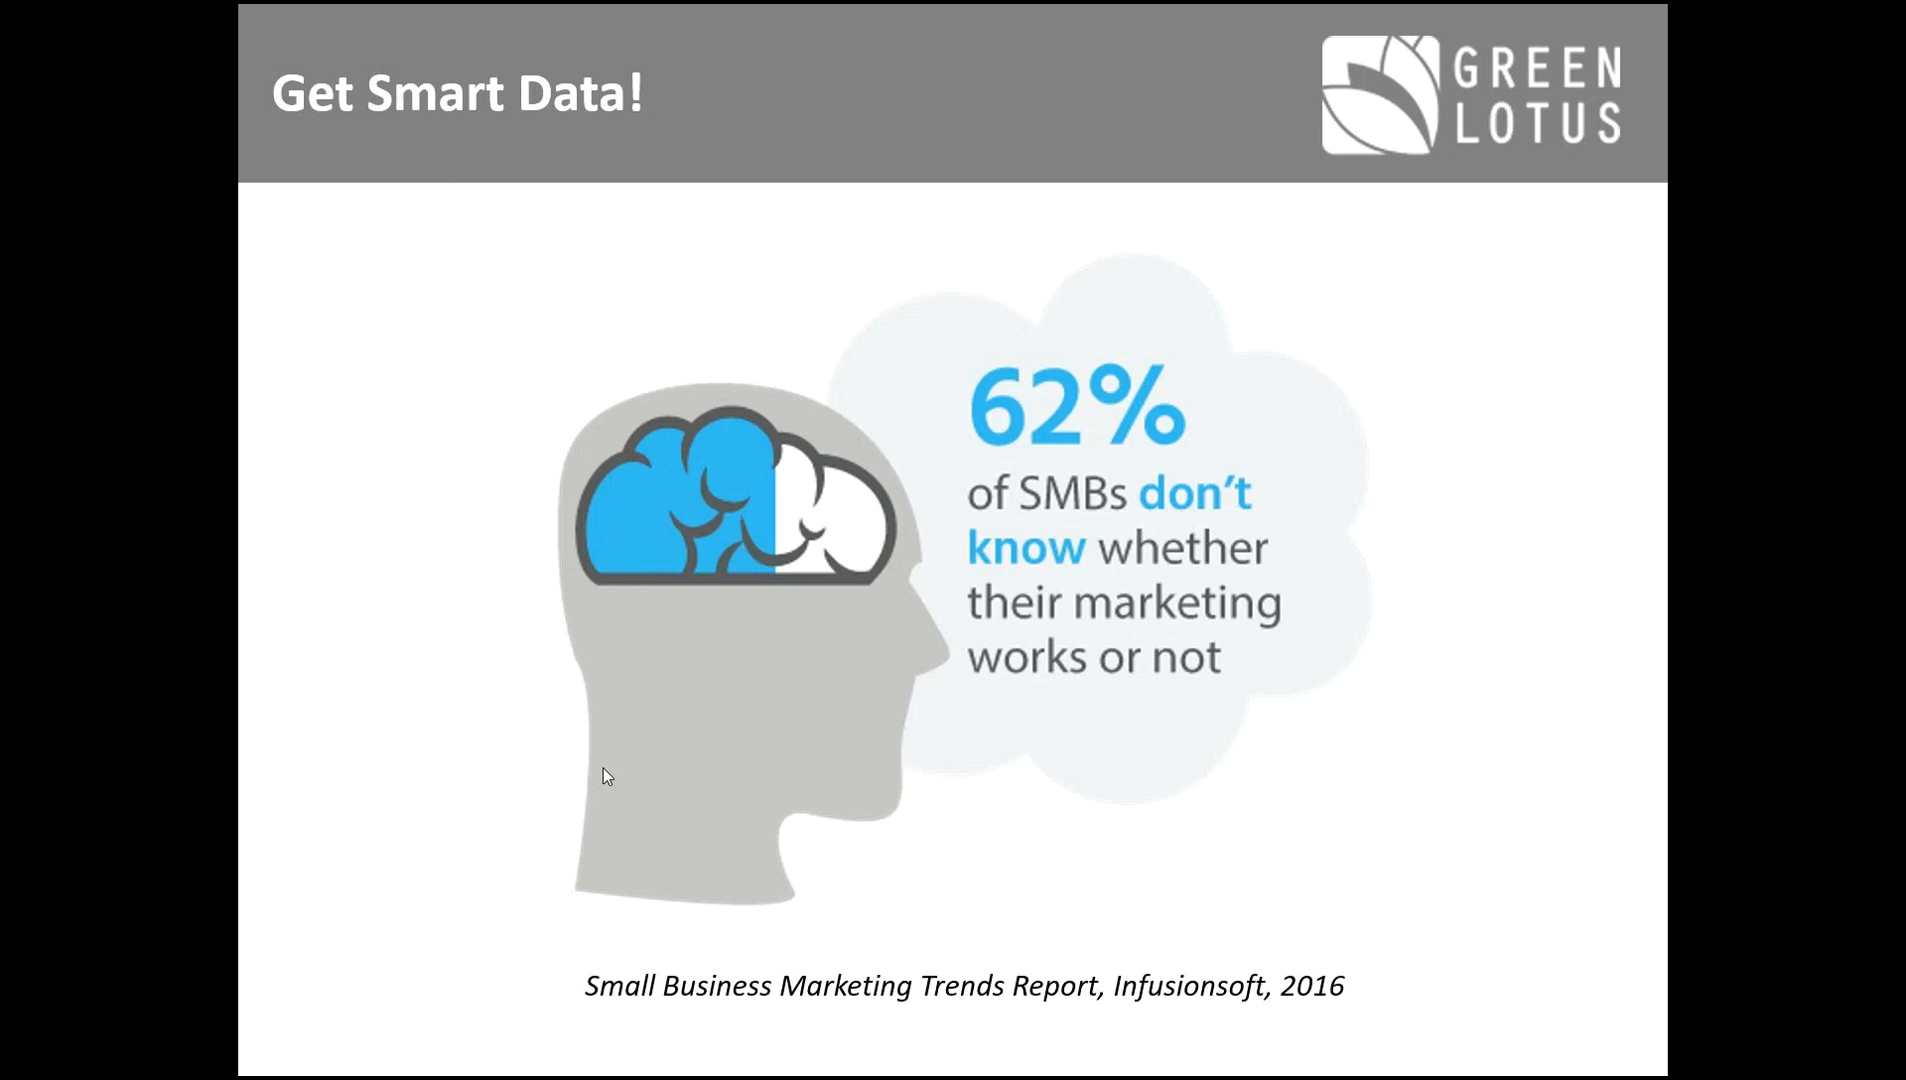 Get Smart Data!
GREEN
LOTUS
62%
of SMBs don't
know whether
their marketing
works or not
Small Business Marketing Trends Report, Infusionsoft, 2016